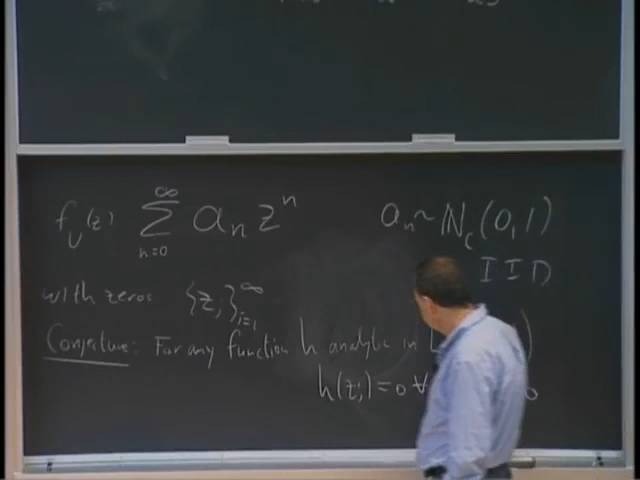 f_U(z) \sum_{n=0}^{∞} a_n z^n a_n ~ N_c(0,1)
IID
with zeros {z_i}_{i=1}^{∞}
Conjecture: For any function h analytic in
h(z_i)=0 ∀